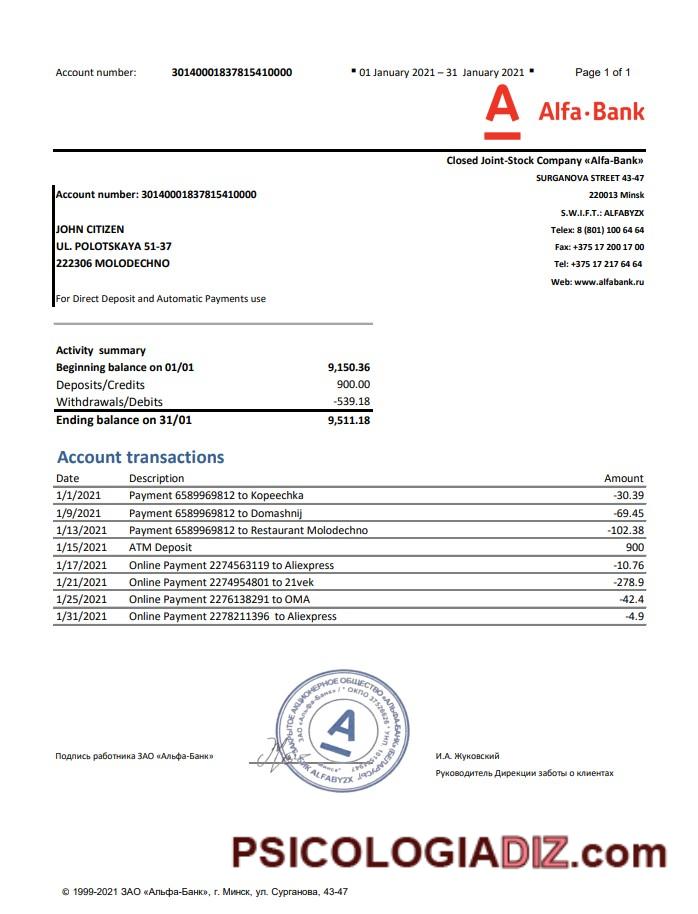 Account number: 30140001837815410000 ▪ 01 January 2021 – 31 January 2021 ▪ Page 1 of 1
Alfa·Bank
Closed Joint-Stock Company «Alfa-Bank»
SURGANOVA STREET 43-47
Account number: 30140001837815410000
220013 Minsk
S.W.I.F.T.: ALFABYZX
JOHN CITIZEN
Telex: 8 (801) 100 64 64
UL. POLOTSKAYA 51-37
Fax: +375 17 200 17 00
222306 MOLODECHNO
Tel: +375 17 217 64 64
Web: www.alfabank.ru
For Direct Deposit and Automatic Payments use
Activity summary
Beginning balance on 01/01 9,150.36
Deposits/Credits 900.00
Withdrawals/Debits -539.18
Ending balance on 31/01 9,511.18
Account transactions
Date Description Amount
1/1/2021 Payment 6589969812 to Kopeechka -30.39
1/9/2021 Payment 6589969812 to Domashnij -69.45
1/13/2021 Payment 6589969812 to Restaurant Molodechno -102.38
1/15/2021 ATM Deposit 900
1/17/2021 Online Payment 2274563119 to Aliexpress -10.76
1/21/2021 Online Payment 2274954801 to 21vek -278.9
1/25/2021 Online Payment 2276138291 to OMA -42.4
1/31/2021 Online Payment 2278211396 to Aliexpress -4.9
ЗАКРЫТОЕ АКЦИОНЕРНОЕ ОБЩЕСТВО «АЛЬФА-БАНК»
ЗАО «Альфа-Банк»
ОКПО 37526626
ALFABYZX
Подпись работника ЗАО «Альфа-Банк»
И.А. Жуковский
Руководитель Дирекции заботы о клиентах
PSICOLOGIADIZ.com
© 1999-2021 ЗАО «Альфа-Банк», г. Минск, ул. Сурганова, 43-47